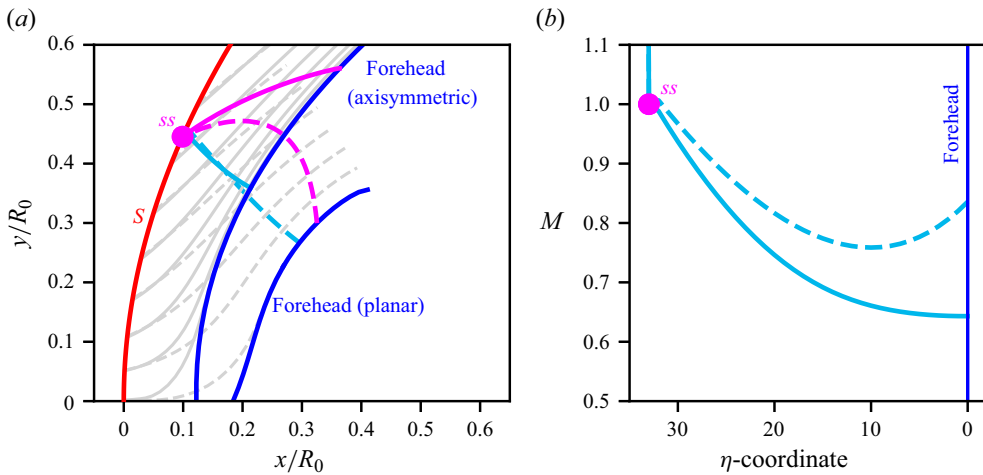 (a)
0.6
0.5
0.4
0.3
0.2
0.1
0
y/R₀
ss
S
Forehead
(axisymmetric)
Forehead (planar)
0 0.1 0.2 0.3 0.4 0.5 0.6
x/R₀
(b)
1.1
1.0
0.9
0.8
0.7
0.6
0.5
M
ss
Forehead
30 20 10 0
η-coordinate